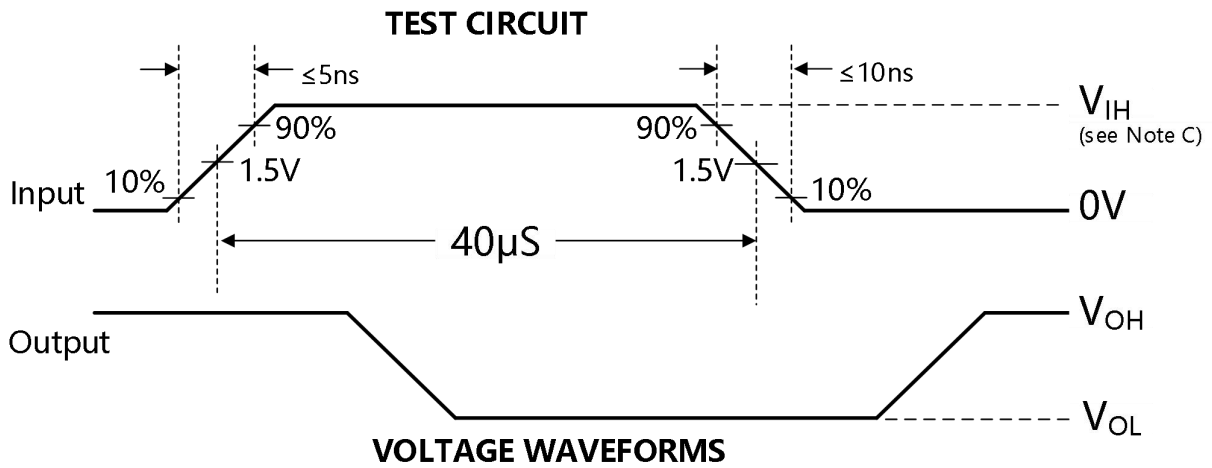 TEST CIRCUIT
≤5ns
≤10ns
90%
90%
V_IH
(see Note C)
1.5V
1.5V
10%
10%
Input
0V
40µS
Output
V_OH
V_OL
VOLTAGE WAVEFORMS